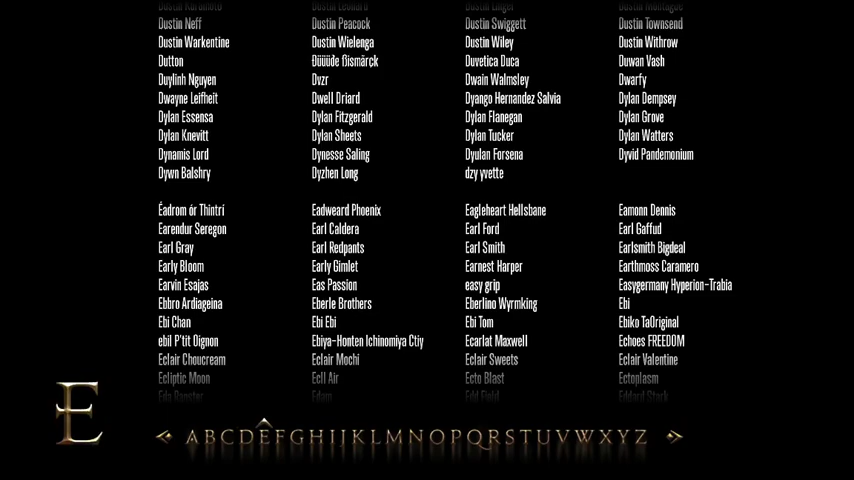 Dustin Neff Dustin Peacock Dustin Swiggett Dustin Townsend
Dustin Warkentine Dustin Wielenga Dustin Wiley Dustin Withrow
Dutton Ðüüüðe ßismàrçk Duvetica Duca Duwan Vash
Duylinh Nguyen Dvzr Dwain Walmsley Dwarfy
Dwayne Leifheit Dwell Driard Dyango Hernandez Salvia Dylan Dempsey
Dylan Essensa Dylan Fitzgerald Dylan Flanegan Dylan Grove
Dylan Knevitt Dylan Sheets Dylan Tucker Dylan Watters
Dynamis Lord Dynesse Saling Dyulan Forsena Dyvid Pandemonium
Dywn Balshry Dyzhen Long dzy yvette
Éadrom ór Thintrí Eadweard Phoenix Eagleheart Hellsbane Eamonn Dennis
Earendur Seregon Earl Caldera Earl Ford Earl Gaffud
Earl Gray Earl Redpants Earl Smith Earlsmith Bigdeal
Early Bloom Early Gimlet Earnest Harper Earthmoss Caramero
Earvin Esajas Eas Passion easy grip Easygermany Hyperion-Trabia
Ebbro Ardiageina Eberle Brothers Eberlino Wyrmking Ebi
Ebi Chan Ebi Ebi Ebi Tom Ebiko TaOriginal
ebil P'tit Oignon Ebiya-Honten Ichinomiya Ctiy Ecarlat Maxwell Echoes FREEDOM
Eclair Choucream Eclair Mochi Eclair Sweets Eclair Valentine
Ecliptic Moon Ecll Air Ecto Blast Ectoplasm
E
A B C D E F G H I J K L M N O P Q R S T U V W X Y Z